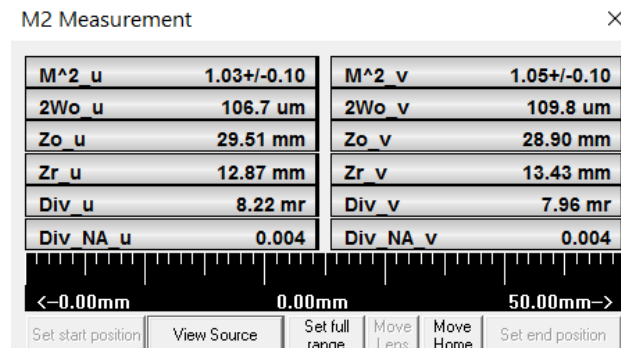 M2 Measurement
M^2_u 1.03+/-0.10 M^2_v 1.05+/-0.10
2Wo_u 106.7 um 2Wo_v 109.8 um
Zo_u 29.51 mm Zo_v 28.90 mm
Zr_u 12.87 mm Zr_v 13.43 mm
Div_u 8.22 mr Div_v 7.96 mr
Div_NA_u 0.004 Div_NA_v 0.004
<–0.00mm 0.00mm 50.00mm–>
Set start position View Source Set full range Move Lens Move Home Set end position